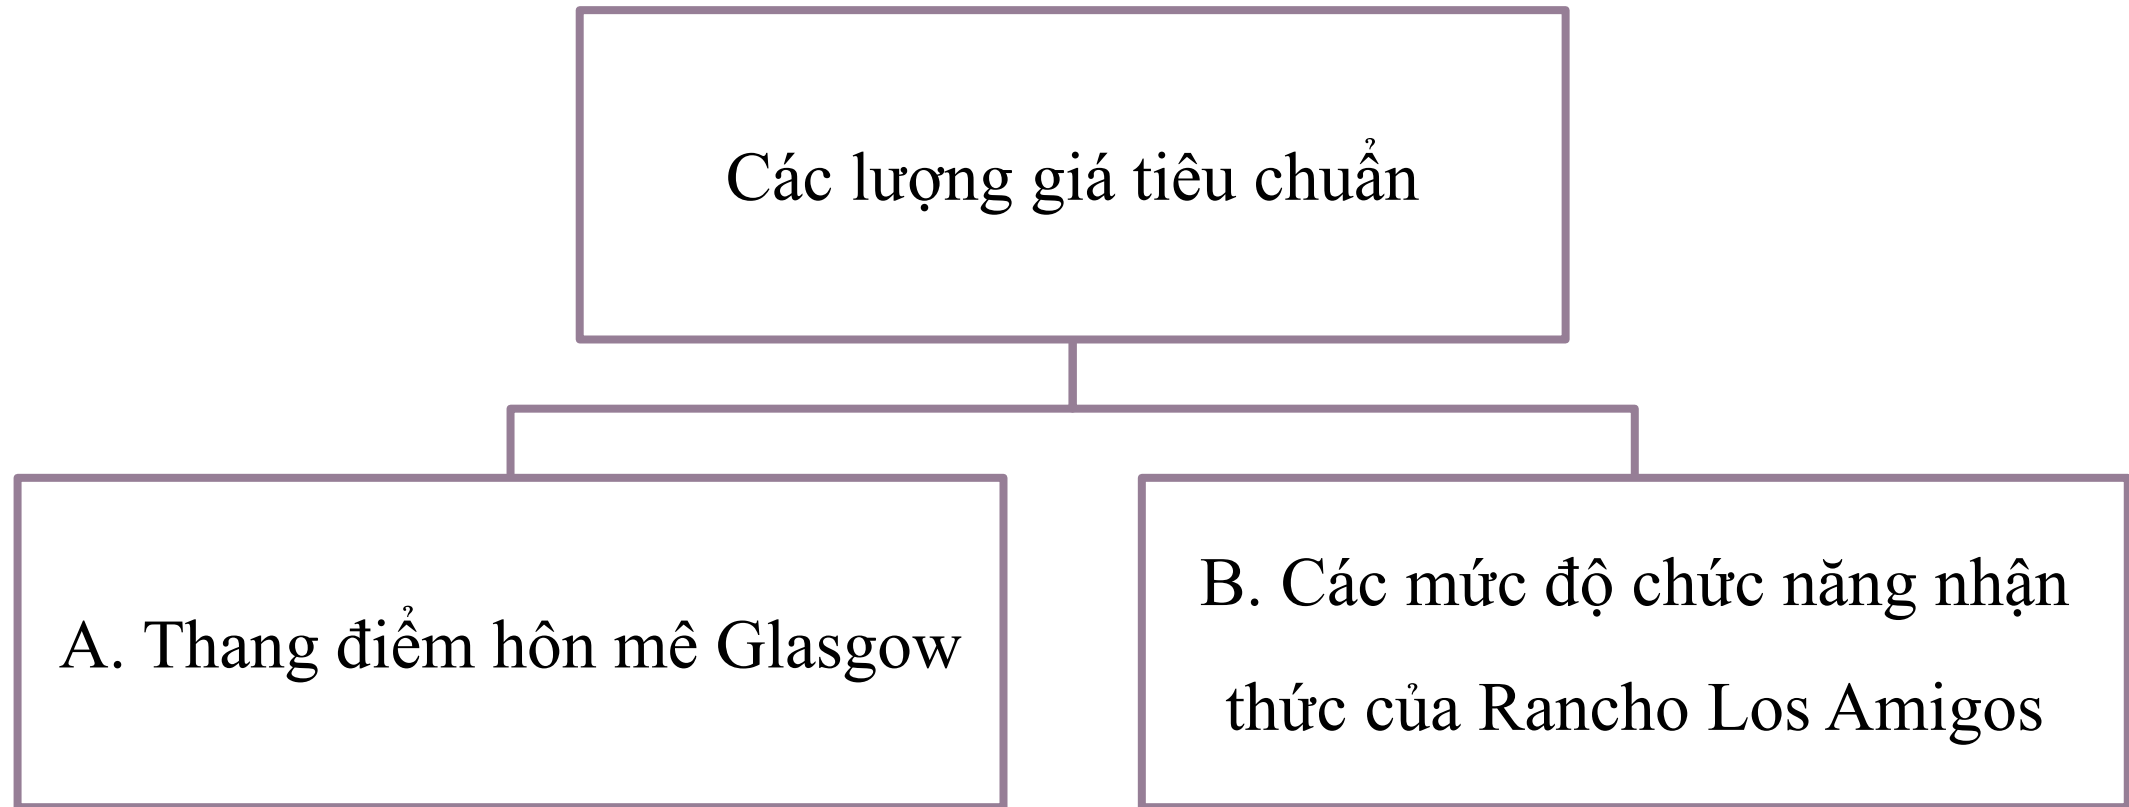 Các lượng giá tiêu chuẩn
A. Thang điểm hôn mê Glasgow
B. Các mức độ chức năng nhận
thức của Rancho Los Amigos